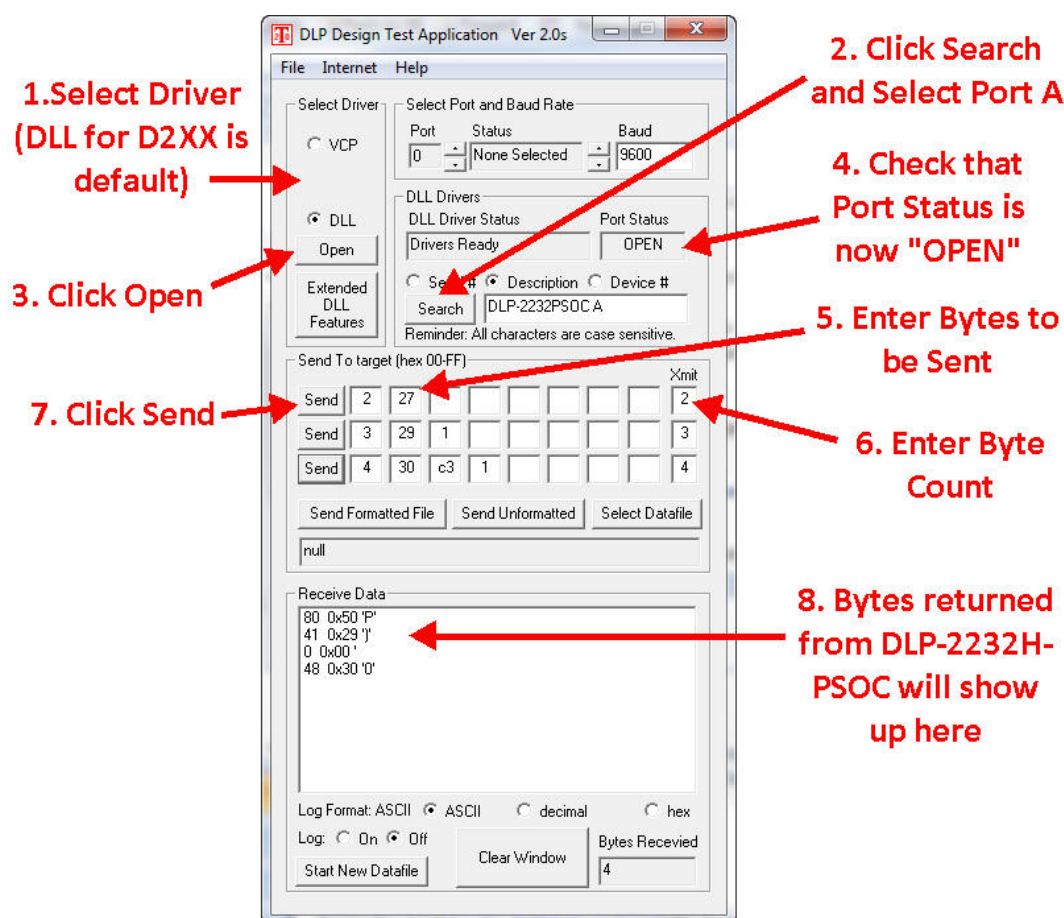 DLP Design Test Application Ver 2.0s
File Internet Help
1.Select Driver
(DLL for D2XX is
default)
2. Click Search
and Select Port A
3. Click Open
4. Check that
Port Status is
now "OPEN"
5. Enter Bytes to
be Sent
6. Enter Byte
Count
7. Click Send
8. Bytes returned
from DLP-2232H-
PSOC will show
up here
Select Driver
VCP
DLL
Open
Extended
DLL
Features
Select Port and Baud Rate
Port Status Baud
0 None Selected 9600
DLL Drivers
DLL Driver Status Port Status
Drivers Ready OPEN
# Description Device #
Search DLP-2232PSOC A
Reminder: All characters are case sensitive.
Send To target (hex 00-FF)
Xmit
Send 2 27 2
Send 3 29 1 3
Send 4 30 c3 1 4
Send Formatted File Send Unformatted Select Datafile
null
Receive Data
80 0x50 'P'
41 0x29 ')'
0 0x00 '
48 0x30 '0'
Log Format: ASCII ASCII decimal hex
Log: On Off
Start New Datafile
Clear Window
Bytes Recevied
4